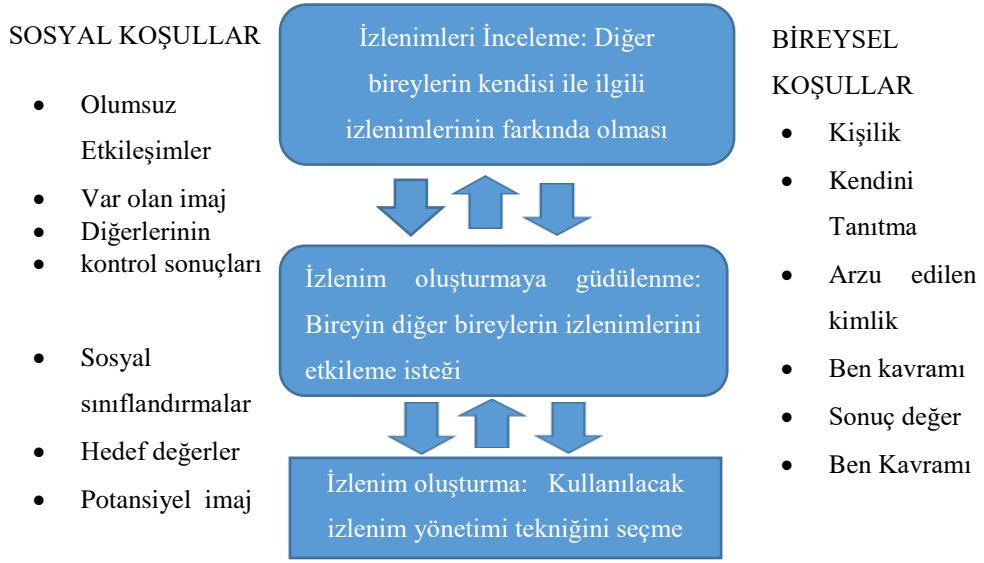 SOSYAL KOŞULLAR
• Olumsuz
Etkileşimler
• Var olan imaj
• Diğerlerinin
• kontrol sonuçları
• Sosyal
sınıflandırmalar
• Hedef değerler
• Potansiyel imaj
İzlenimleri İnceleme: Diğer
bireylerin kendisi ile ilgili
izlenimlerinin farkında olması
İzlenim oluşturmaya güdülenme:
Bireyin diğer bireylerin izlenimlerini
etkileme isteği
İzlenim oluşturma: Kullanılacak
izlenim yönetimi tekniğini seçme
BİREYSEL
KOŞULLAR
• Kişilik
• Kendini
Tanıtma
• Arzu edilen
kimlik
• Ben kavramı
• Sonuç değer
• Ben Kavramı